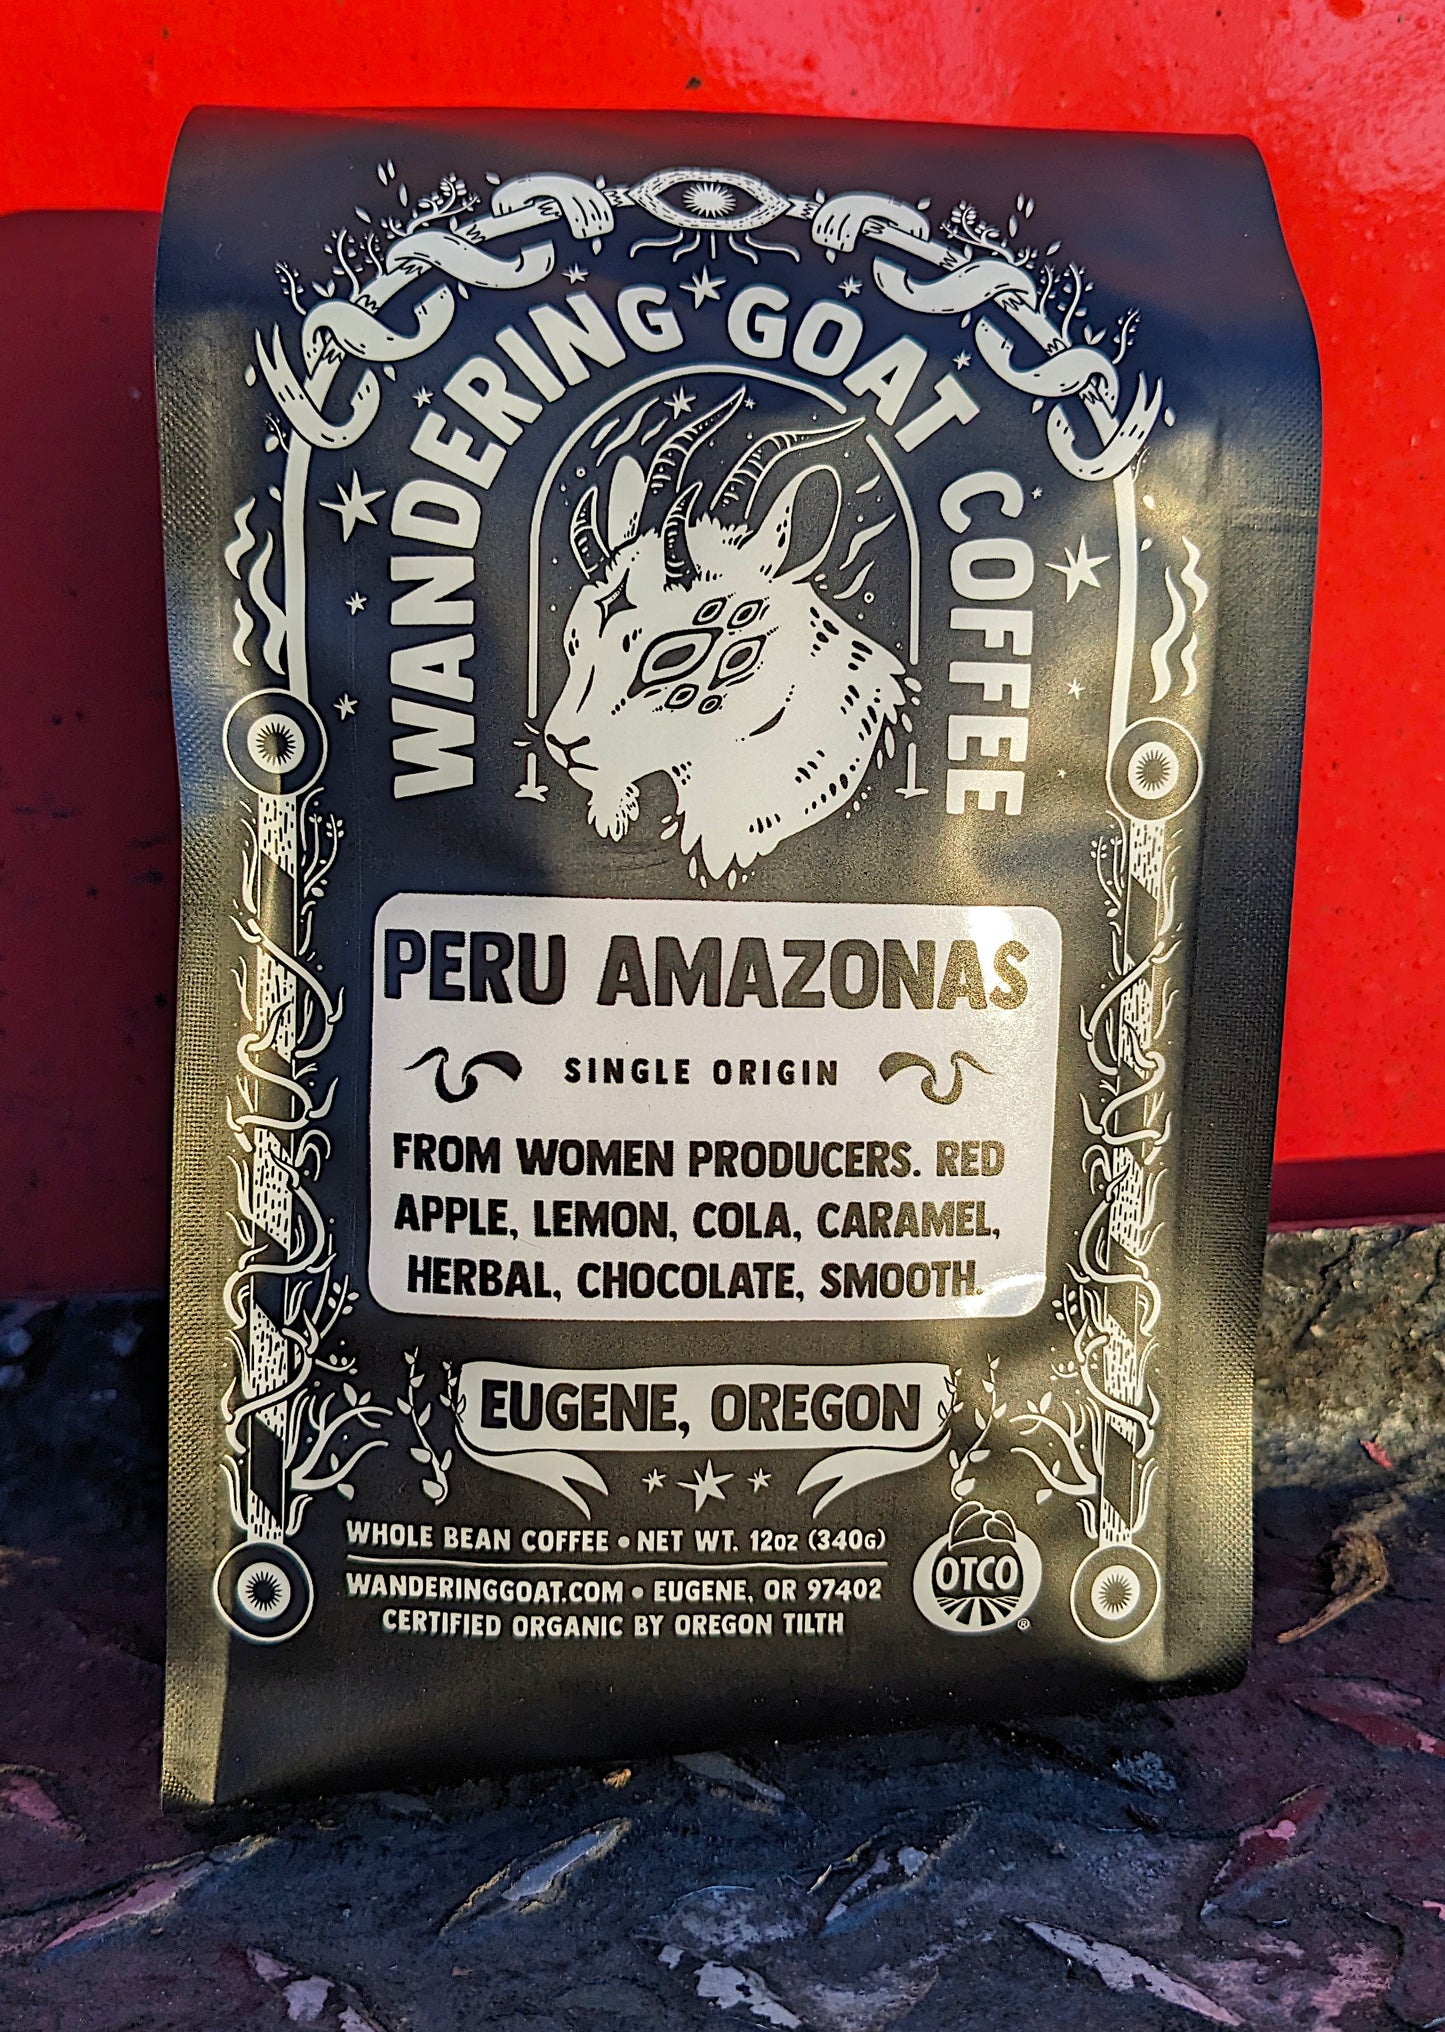 WANDERING GOAT COFFEE
PERU AMAZONAS
SINGLE ORIGIN
FROM WOMEN PRODUCERS. RED
APPLE, LEMON, COLA, CARAMEL,
HERBAL, CHOCOLATE, SMOOTH.
EUGENE, OREGON
WHOLE BEAN COFFEE • NET WT. 12oz (340G)
WANDERINGGOAT.COM • EUGENE, OR 97402
CERTIFIED ORGANIC BY OREGON TILTH
OTCO
®